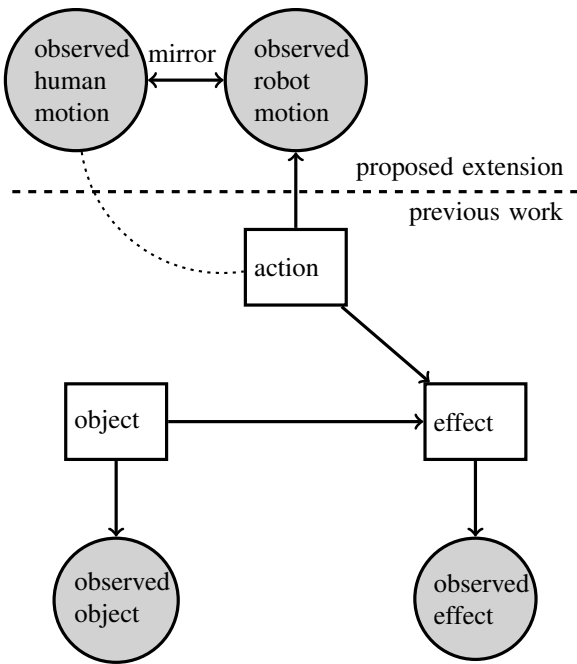 observed
human
motion
mirror
observed
robot
motion
proposed extension
previous work
action
object
effect
observed
object
observed
effect